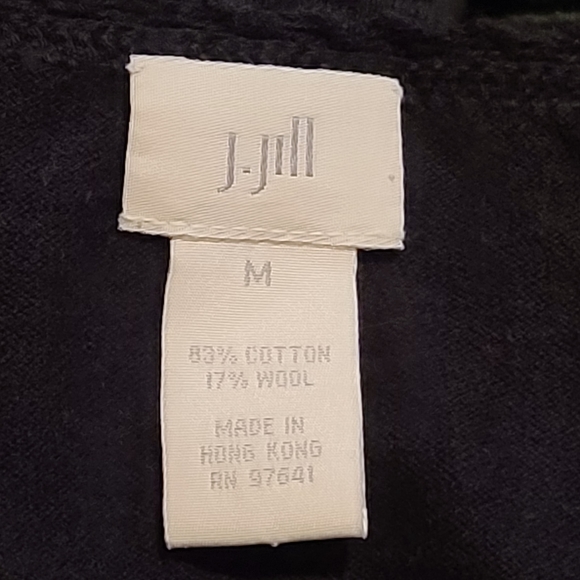 J.Jill
M
83% COTTON
17% WOOL
MADE IN
HONG KONG
RN 97641